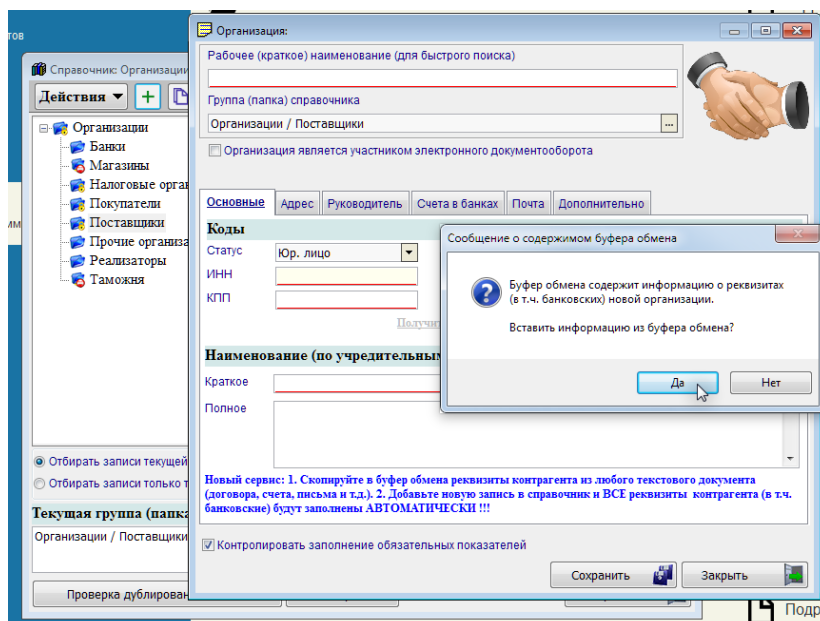 тов
Организация:
Рабочее (краткое) наименование (для быстрого поиска)
Группа (папка) справочника
Организации / Поставщики
...
Организация является участником электронного документооборота
Основные Адрес Руководитель Счета в банках Почта Дополнительно
Коды
Статус Юр. лицо
ИНН
КПП
Наименование (по учредительным
Краткое
Полное
Новый сервис: 1. Скопируйте в буфер обмена реквизиты контрагента из любого текстового документа
(договора, счета, письма и т.д.). 2. Добавьте новую запись в справочник и ВСЕ реквизиты контрагента (в т.ч.
банковские) будут заполнены АВТОМАТИЧЕСКИ !!!
Контролировать заполнение обязательных показателей
Сохранить Закрыть
Сообщение о содержимом буфера обмена
Буфер обмена содержит информацию о реквизитах
(в т.ч. банковских) новой организации.
Вставить информацию из буфера обмена?
Да Нет
Справочник: Организации
Действия
Организации
Банки
Магазины
Налоговые орган
Покупатели
Поставщики
Прочие организа
Реализаторы
Таможня
Отбирать записи текущей
Отбирать записи только т
Текущая группа (папка
Организации / Поставщики
Проверка дублирован
Подр